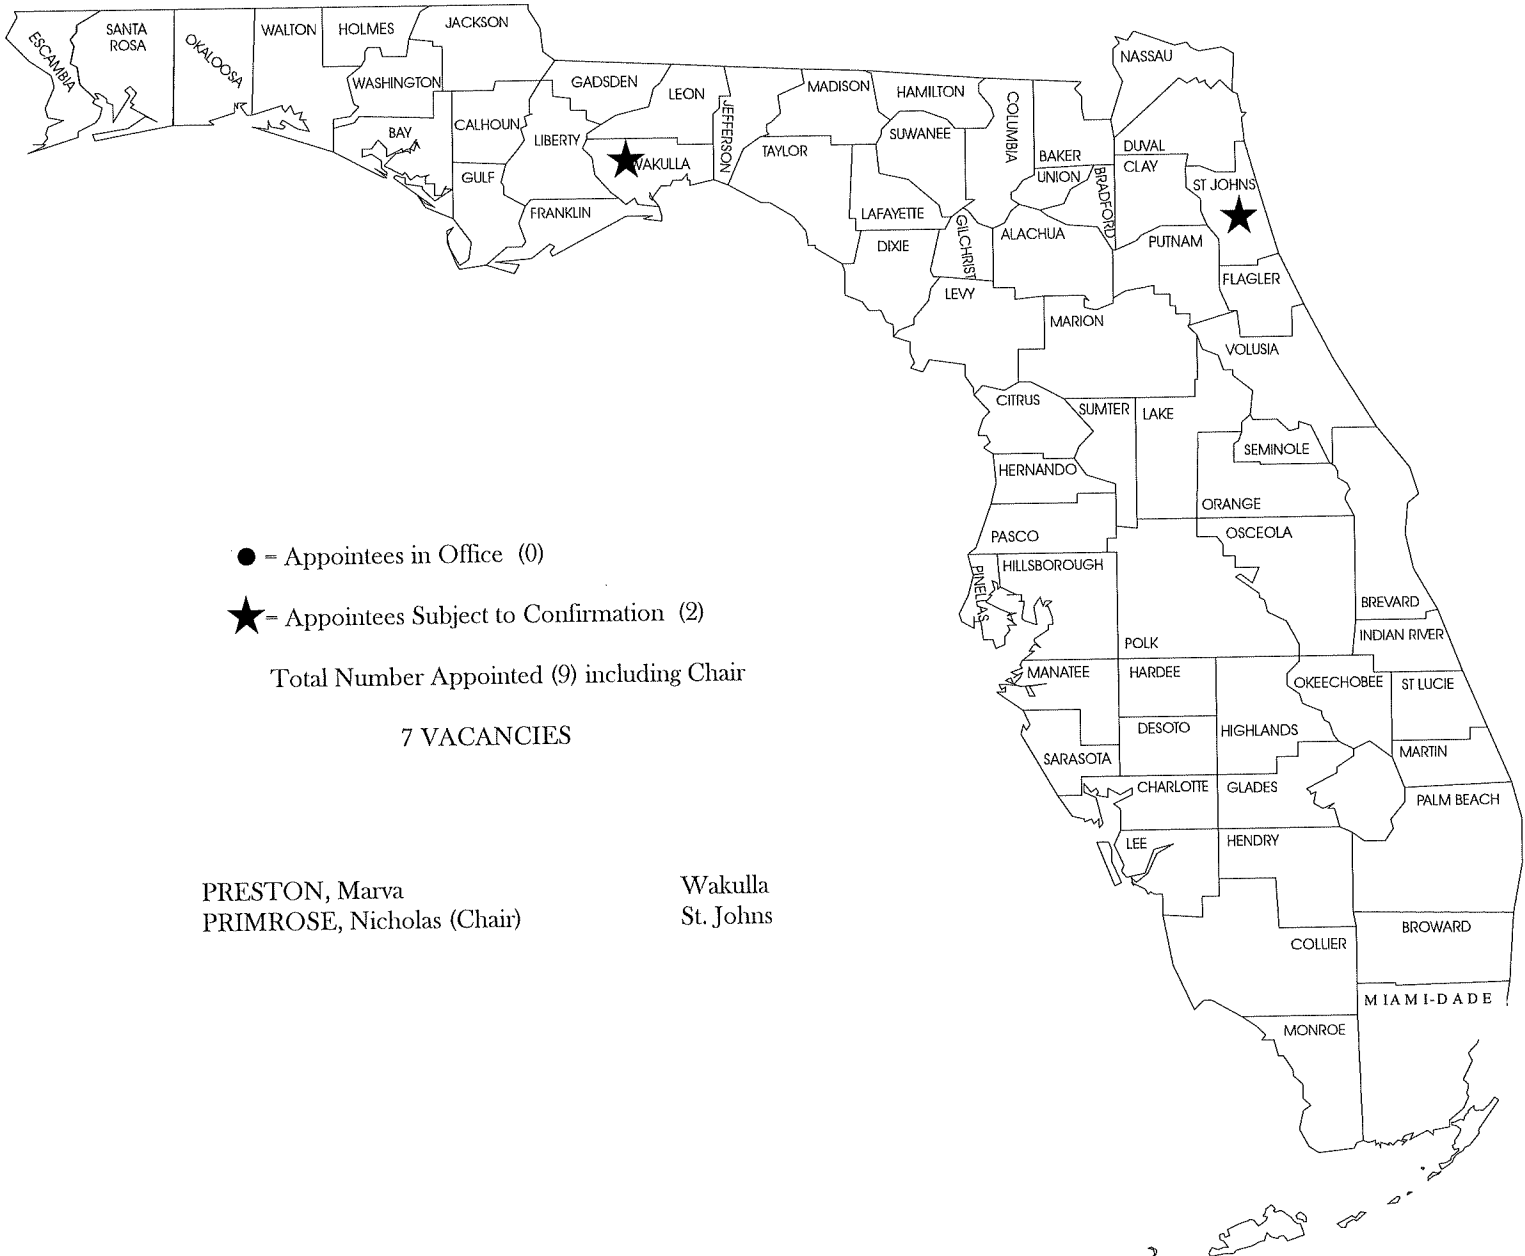 JACKSON
SANTA
ROSA
WALTON
HOLMES
ESCAMBIA
OKALOOSA
NASSAU
WASHINGTON
GADSDEN
LEON
MADISON
HAMILTON
JEFFERSON
COLUMBIA
CALHOUN
BAY
LIBERTY
SUWANEE
DUVAL
TAYLOR
BAKER
WAKULLA
CLAY
GULF
UNION
BRADFORD
ST JOHNS
FRANKLIN
LAFAYETTE
GILCHRIST
ALACHUA
DIXIE
PUTNAM
FLAGLER
LEVY
MARION
VOLUSIA
CITRUS
SUMTER
LAKE
SEMINOLE
HERNANDO
ORANGE
PASCO
OSCEOLA
= Appointees in Office (0)
HILLSBOROUGH
PINELLAS
BREVARD
= Appointees Subject to Confirmation (2)
INDIAN RIVER
POLK
Total Number Appointed (9) including Chair
MANATEE
HARDEE
OKEECHOBEE
ST LUCIE
7 VACANCIES
DESOTO
HIGHLANDS
MARTIN
SARASOTA
CHARLOTTE
GLADES
PALM BEACH
LEE
HENDRY
PRESTON, Marva Wakulla
PRIMROSE, Nicholas (Chair) St. Johns
BROWARD
COLLIER
MIAMI-DADE
MONROE